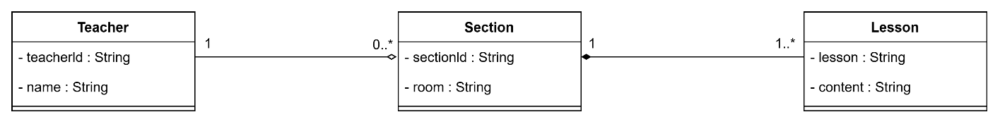 Teacher
- teacherId : String
- name : String
1
0..*
Section
- sectionId : String
- room : String
1
1..*
Lesson
- lesson : String
- content : String